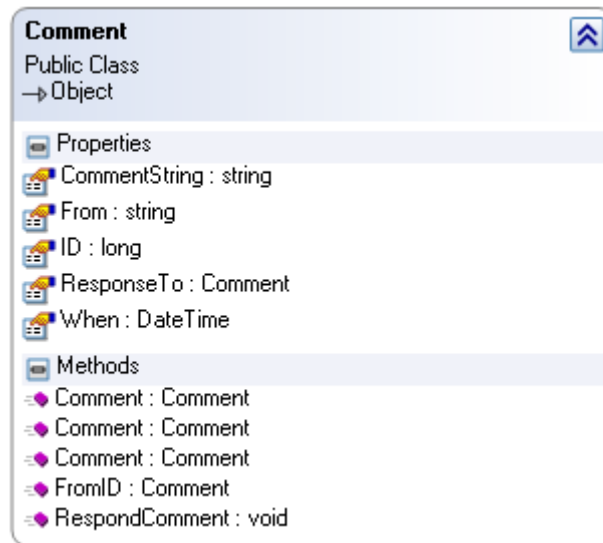 Comment
Public Class
Object
Properties
CommentString : string
From : string
ID : long
ResponseTo : Comment
When : DateTime
Methods
Comment : Comment
Comment : Comment
Comment : Comment
FromID : Comment
RespondComment : void